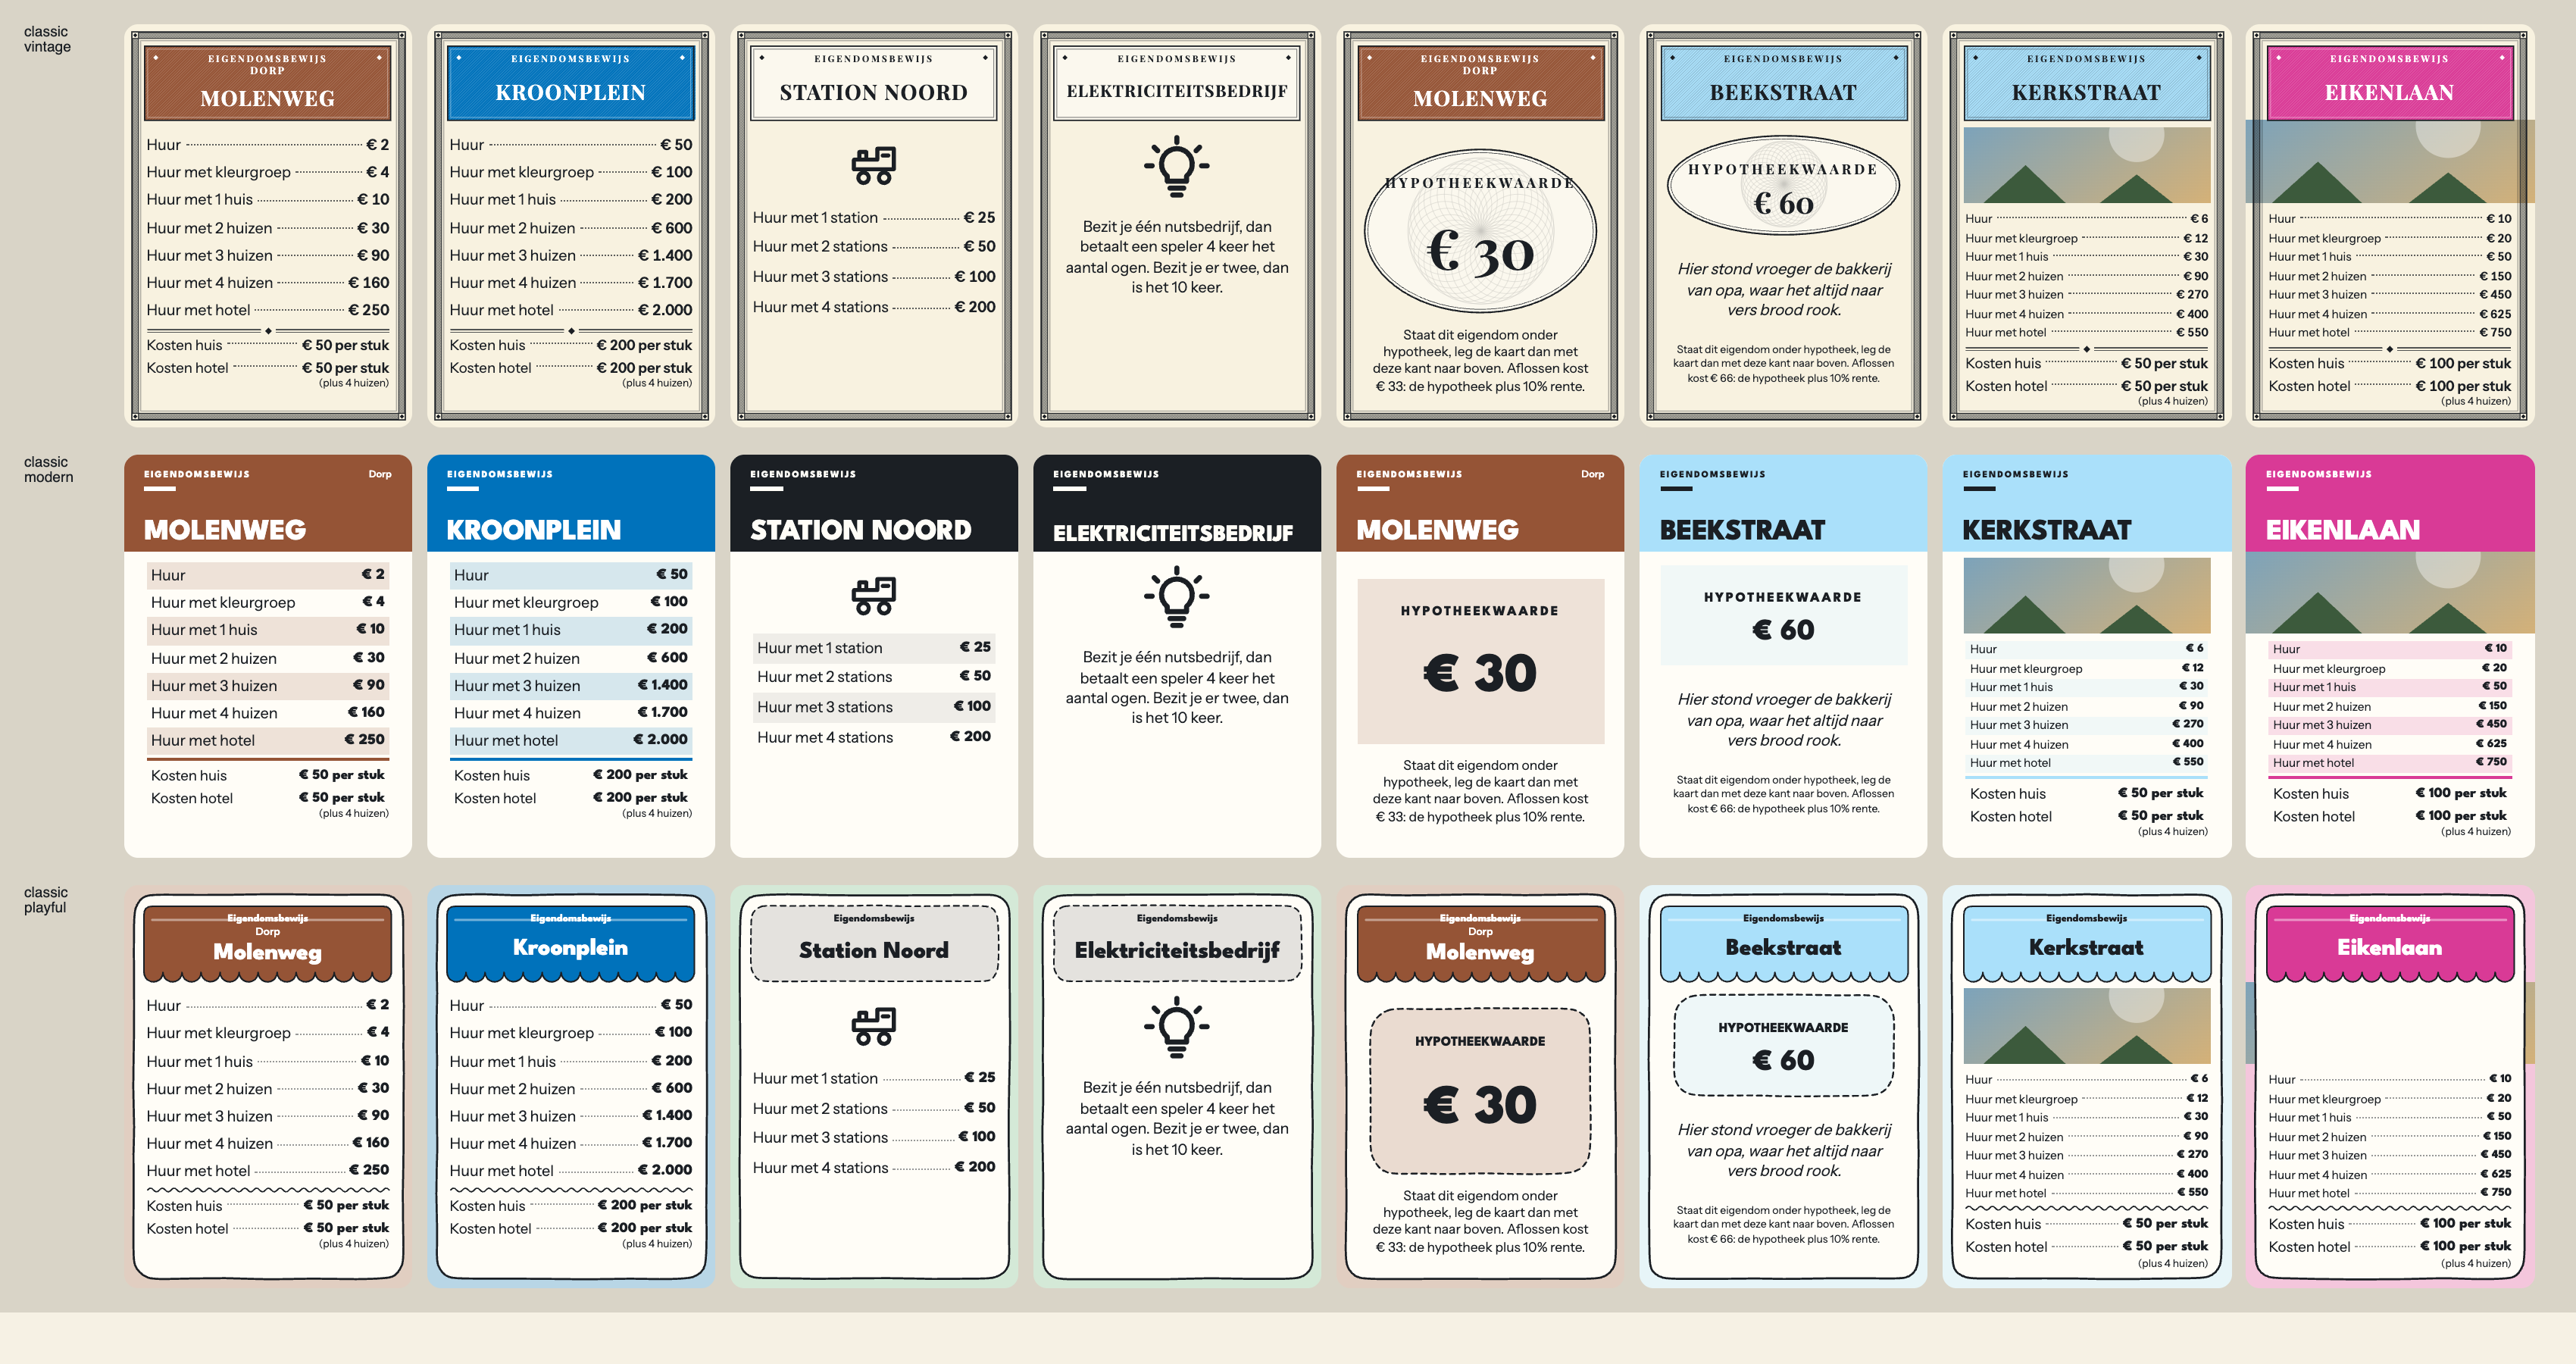 classic
vintage
EIGENDOMSBEWIJS
DORP
MOLENWEG
Huur € 2
Huur met kleurgroep € 4
Huur met 1 huis € 10
Huur met 2 huizen € 30
Huur met 3 huizen € 90
Huur met 4 huizen € 160
Huur met hotel € 250
Kosten huis € 50 per stuk
Kosten hotel € 50 per stuk
(plus 4 huizen)
EIGENDOMSBEWIJS
KROONPLEIN
Huur € 50
Huur met kleurgroep € 100
Huur met 1 huis € 200
Huur met 2 huizen € 600
Huur met 3 huizen € 1.400
Huur met 4 huizen € 1.700
Huur met hotel € 2.000
Kosten huis € 200 per stuk
Kosten hotel € 200 per stuk
(plus 4 huizen)
EIGENDOMSBEWIJS
STATION NOORD
Huur met 1 station € 25
Huur met 2 stations € 50
Huur met 3 stations € 100
Huur met 4 stations € 200
EIGENDOMSBEWIJS
ELEKTRICITEITSBEDRIJF
Bezit je één nutsbedrijf, dan
betaalt een speler 4 keer het
aantal ogen. Bezit je er twee, dan
is het 10 keer.
EIGENDOMSBEWIJS
DORP
MOLENWEG
HYPOTHEEKWAARDE
€ 30
Staat dit eigendom onder
hypotheek, leg de kaart dan met
deze kant naar boven. Aflossen kost
€ 33: de hypotheek plus 10% rente.
EIGENDOMSBEWIJS
BEEKSTRAAT
HYPOTHEEKWAARDE
€ 60
Hier stond vroeger de bakkerij
van opa, waar het altijd naar
vers brood rook.
Staat dit eigendom onder hypotheek, leg de
kaart dan met deze kant naar boven. Aflossen
kost € 66: de hypotheek plus 10% rente.
EIGENDOMSBEWIJS
KERKSTRAAT
Huur € 6
Huur met kleurgroep € 12
Huur met 1 huis € 30
Huur met 2 huizen € 90
Huur met 3 huizen € 270
Huur met 4 huizen € 400
Huur met hotel € 550
Kosten huis € 50 per stuk
Kosten hotel € 50 per stuk
(plus 4 huizen)
EIGENDOMSBEWIJS
EIKENLAAN
Huur € 10
Huur met kleurgroep € 20
Huur met 1 huis € 50
Huur met 2 huizen € 150
Huur met 3 huizen € 450
Huur met 4 huizen € 625
Huur met hotel € 750
Kosten huis € 100 per stuk
Kosten hotel € 100 per stuk
(plus 4 huizen)
classic
modern
EIGENDOMSBEWIJS Dorp
MOLENWEG
Huur € 2
Huur met kleurgroep € 4
Huur met 1 huis € 10
Huur met 2 huizen € 30
Huur met 3 huizen € 90
Huur met 4 huizen € 160
Huur met hotel € 250
Kosten huis € 50 per stuk
Kosten hotel € 50 per stuk
(plus 4 huizen)
EIGENDOMSBEWIJS
KROONPLEIN
Huur € 50
Huur met kleurgroep € 100
Huur met 1 huis € 200
Huur met 2 huizen € 600
Huur met 3 huizen € 1.400
Huur met 4 huizen € 1.700
Huur met hotel € 2.000
Kosten huis € 200 per stuk
Kosten hotel € 200 per stuk
(plus 4 huizen)
EIGENDOMSBEWIJS
STATION NOORD
Huur met 1 station € 25
Huur met 2 stations € 50
Huur met 3 stations € 100
Huur met 4 stations € 200
EIGENDOMSBEWIJS
ELEKTRICITEITSBEDRIJF
Bezit je één nutsbedrijf, dan
betaalt een speler 4 keer het
aantal ogen. Bezit je er twee, dan
is het 10 keer.
EIGENDOMSBEWIJS Dorp
MOLENWEG
HYPOTHEEKWAARDE
€ 30
Staat dit eigendom onder
hypotheek, leg de kaart dan met
deze kant naar boven. Aflossen kost
€ 33: de hypotheek plus 10% rente.
EIGENDOMSBEWIJS
BEEKSTRAAT
HYPOTHEEKWAARDE
€ 60
Hier stond vroeger de bakkerij
van opa, waar het altijd naar
vers brood rook.
Staat dit eigendom onder hypotheek, leg de
kaart dan met deze kant naar boven. Aflossen
kost € 66: de hypotheek plus 10% rente.
EIGENDOMSBEWIJS
KERKSTRAAT
Huur € 6
Huur met kleurgroep € 12
Huur met 1 huis € 30
Huur met 2 huizen € 90
Huur met 3 huizen € 270
Huur met 4 huizen € 400
Huur met hotel € 550
Kosten huis € 50 per stuk
Kosten hotel € 50 per stuk
(plus 4 huizen)
EIGENDOMSBEWIJS
EIKENLAAN
Huur € 10
Huur met kleurgroep € 20
Huur met 1 huis € 50
Huur met 2 huizen € 150
Huur met 3 huizen € 450
Huur met 4 huizen € 625
Huur met hotel € 750
Kosten huis € 100 per stuk
Kosten hotel € 100 per stuk
(plus 4 huizen)
classic
playful
Eigendomsbewijs
Dorp
Molenweg
Huur € 2
Huur met kleurgroep € 4
Huur met 1 huis € 10
Huur met 2 huizen € 30
Huur met 3 huizen € 90
Huur met 4 huizen € 160
Huur met hotel € 250
Kosten huis € 50 per stuk
Kosten hotel € 50 per stuk
(plus 4 huizen)
Eigendomsbewijs
Kroonplein
Huur € 50
Huur met kleurgroep € 100
Huur met 1 huis € 200
Huur met 2 huizen € 600
Huur met 3 huizen € 1.400
Huur met 4 huizen € 1.700
Huur met hotel € 2.000
Kosten huis € 200 per stuk
Kosten hotel € 200 per stuk
(plus 4 huizen)
Eigendomsbewijs
Station Noord
Huur met 1 station € 25
Huur met 2 stations € 50
Huur met 3 stations € 100
Huur met 4 stations € 200
Eigendomsbewijs
Elektriciteitsbedrijf
Bezit je één nutsbedrijf, dan
betaalt een speler 4 keer het
aantal ogen. Bezit je er twee, dan
is het 10 keer.
Eigendomsbewijs
Dorp
Molenweg
HYPOTHEEKWAARDE
€ 30
Staat dit eigendom onder
hypotheek, leg de kaart dan met
deze kant naar boven. Aflossen kost
€ 33: de hypotheek plus 10% rente.
Eigendomsbewijs
Beekstraat
HYPOTHEEKWAARDE
€ 60
Hier stond vroeger de bakkerij
van opa, waar het altijd naar
vers brood rook.
Staat dit eigendom onder hypotheek, leg de
kaart dan met deze kant naar boven. Aflossen
kost € 66: de hypotheek plus 10% rente.
Eigendomsbewijs
Kerkstraat
Huur € 6
Huur met kleurgroep € 12
Huur met 1 huis € 30
Huur met 2 huizen € 90
Huur met 3 huizen € 270
Huur met 4 huizen € 400
Huur met hotel € 550
Kosten huis € 50 per stuk
Kosten hotel € 50 per stuk
(plus 4 huizen)
Eigendomsbewijs
Eikenlaan
Huur € 10
Huur met kleurgroep € 20
Huur met 1 huis € 50
Huur met 2 huizen € 150
Huur met 3 huizen € 450
Huur met 4 huizen € 625
Huur met hotel € 750
Kosten huis € 100 per stuk
Kosten hotel € 100 per stuk
(plus 4 huizen)